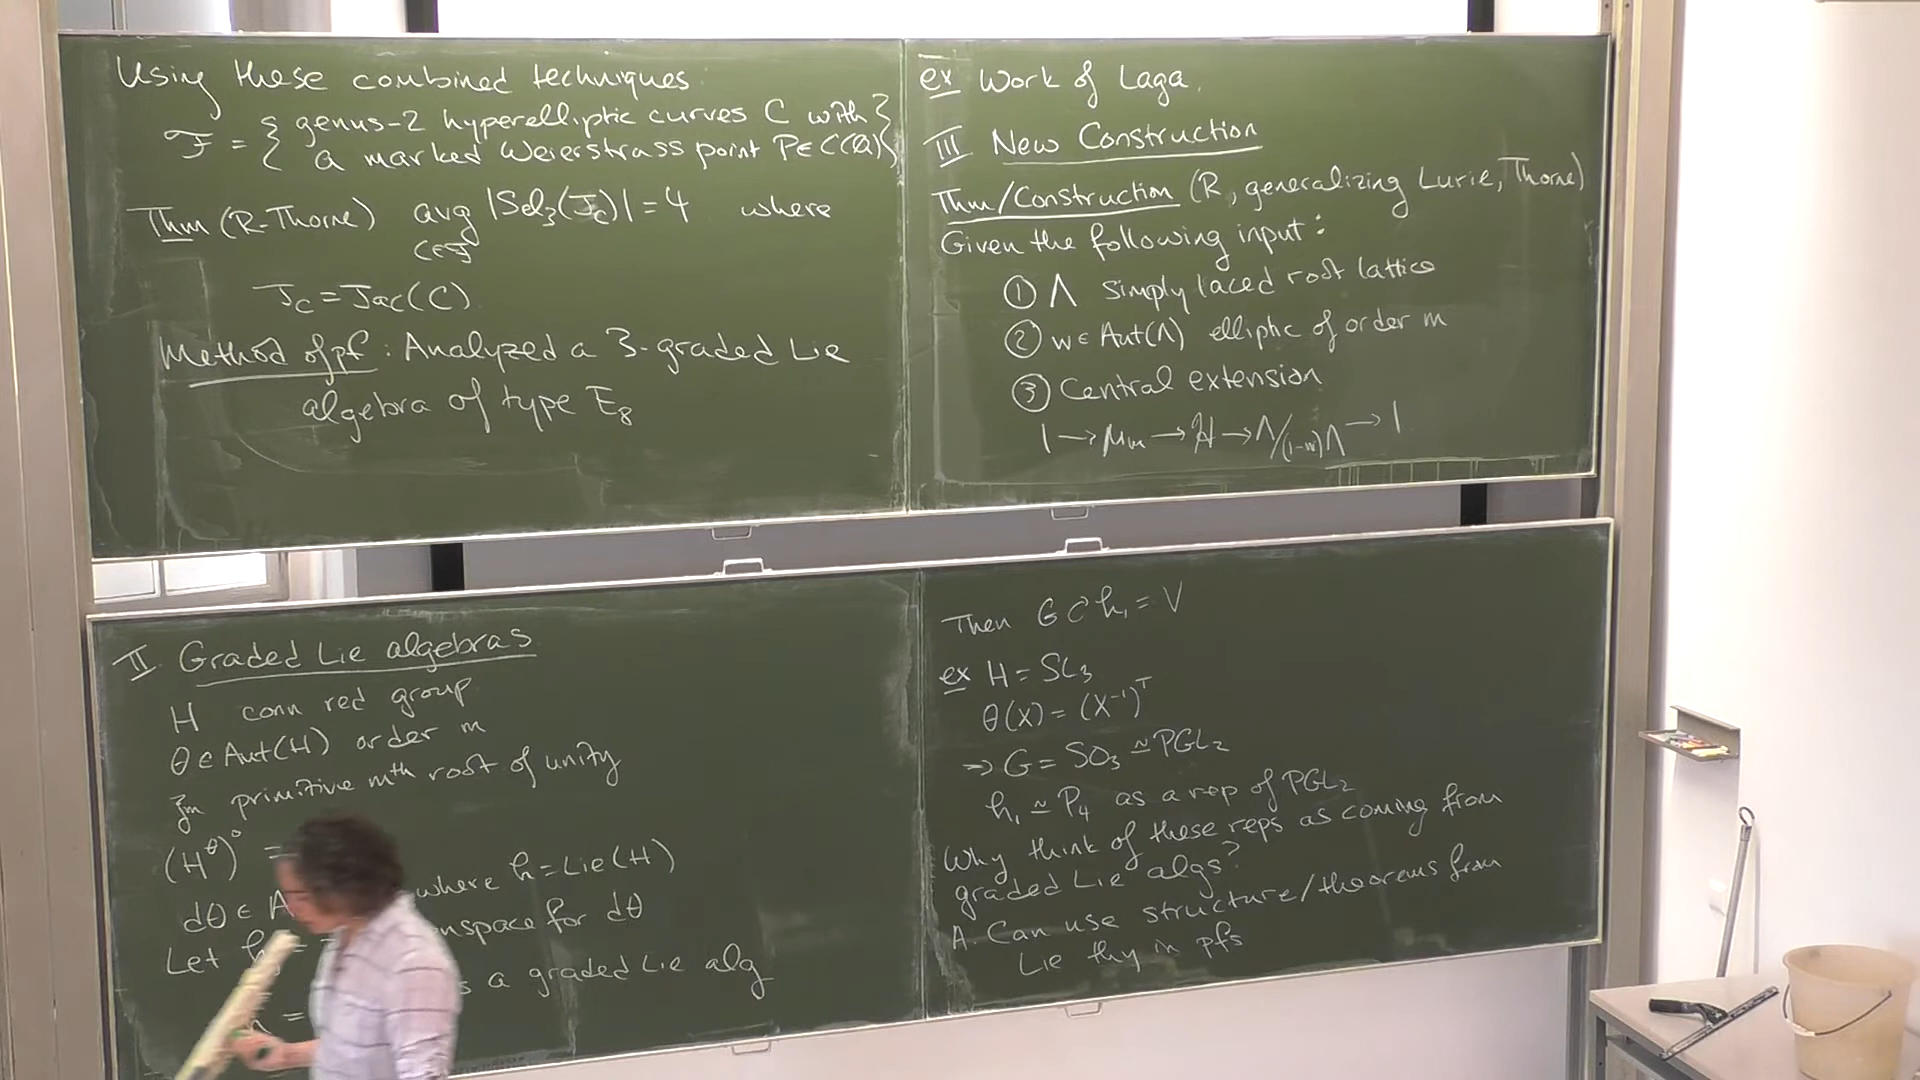 Using these combined techniques
F = { genus-2 hyperelliptic curves C with
a marked Weierstrass point P∈C(Q) }
Thm (R-Thorne) avg |Sel₃(J_C)| = 4 where
C∈F
J_C = Jac(C)
Method of pf: Analyzed a 3-graded Lie
algebra of type E₈
ex Work of Laga.
III New Construction
Thm/Construction (R, generalizing Lurie, Thorne)
Given the following input:
① Λ simply laced root lattice
② w∈Aut(Λ) elliptic of order m
③ Central extension
1 → μₘ → H → Λ/(1-w)Λ → 1
II Graded Lie algebras
H conn red group
θ∈Aut(H) order m
ζₘ primitive mᵗʰ root of unity
(H^θ)° =
dθ ∈ A where h = Lie(H)
Let h nspace for dθ
s a graded Lie alg
Then G ↻ h₁ = V
ex H = SL₃
θ(X) = (X⁻¹)ᵀ
⇒ G = SO₃ ≃ PGL₂
h₁ ≃ P₄ as a rep of PGL₂
Why think of these reps as coming from
graded Lie algs?
A. Can use structure/theorems from
Lie thy in pfs